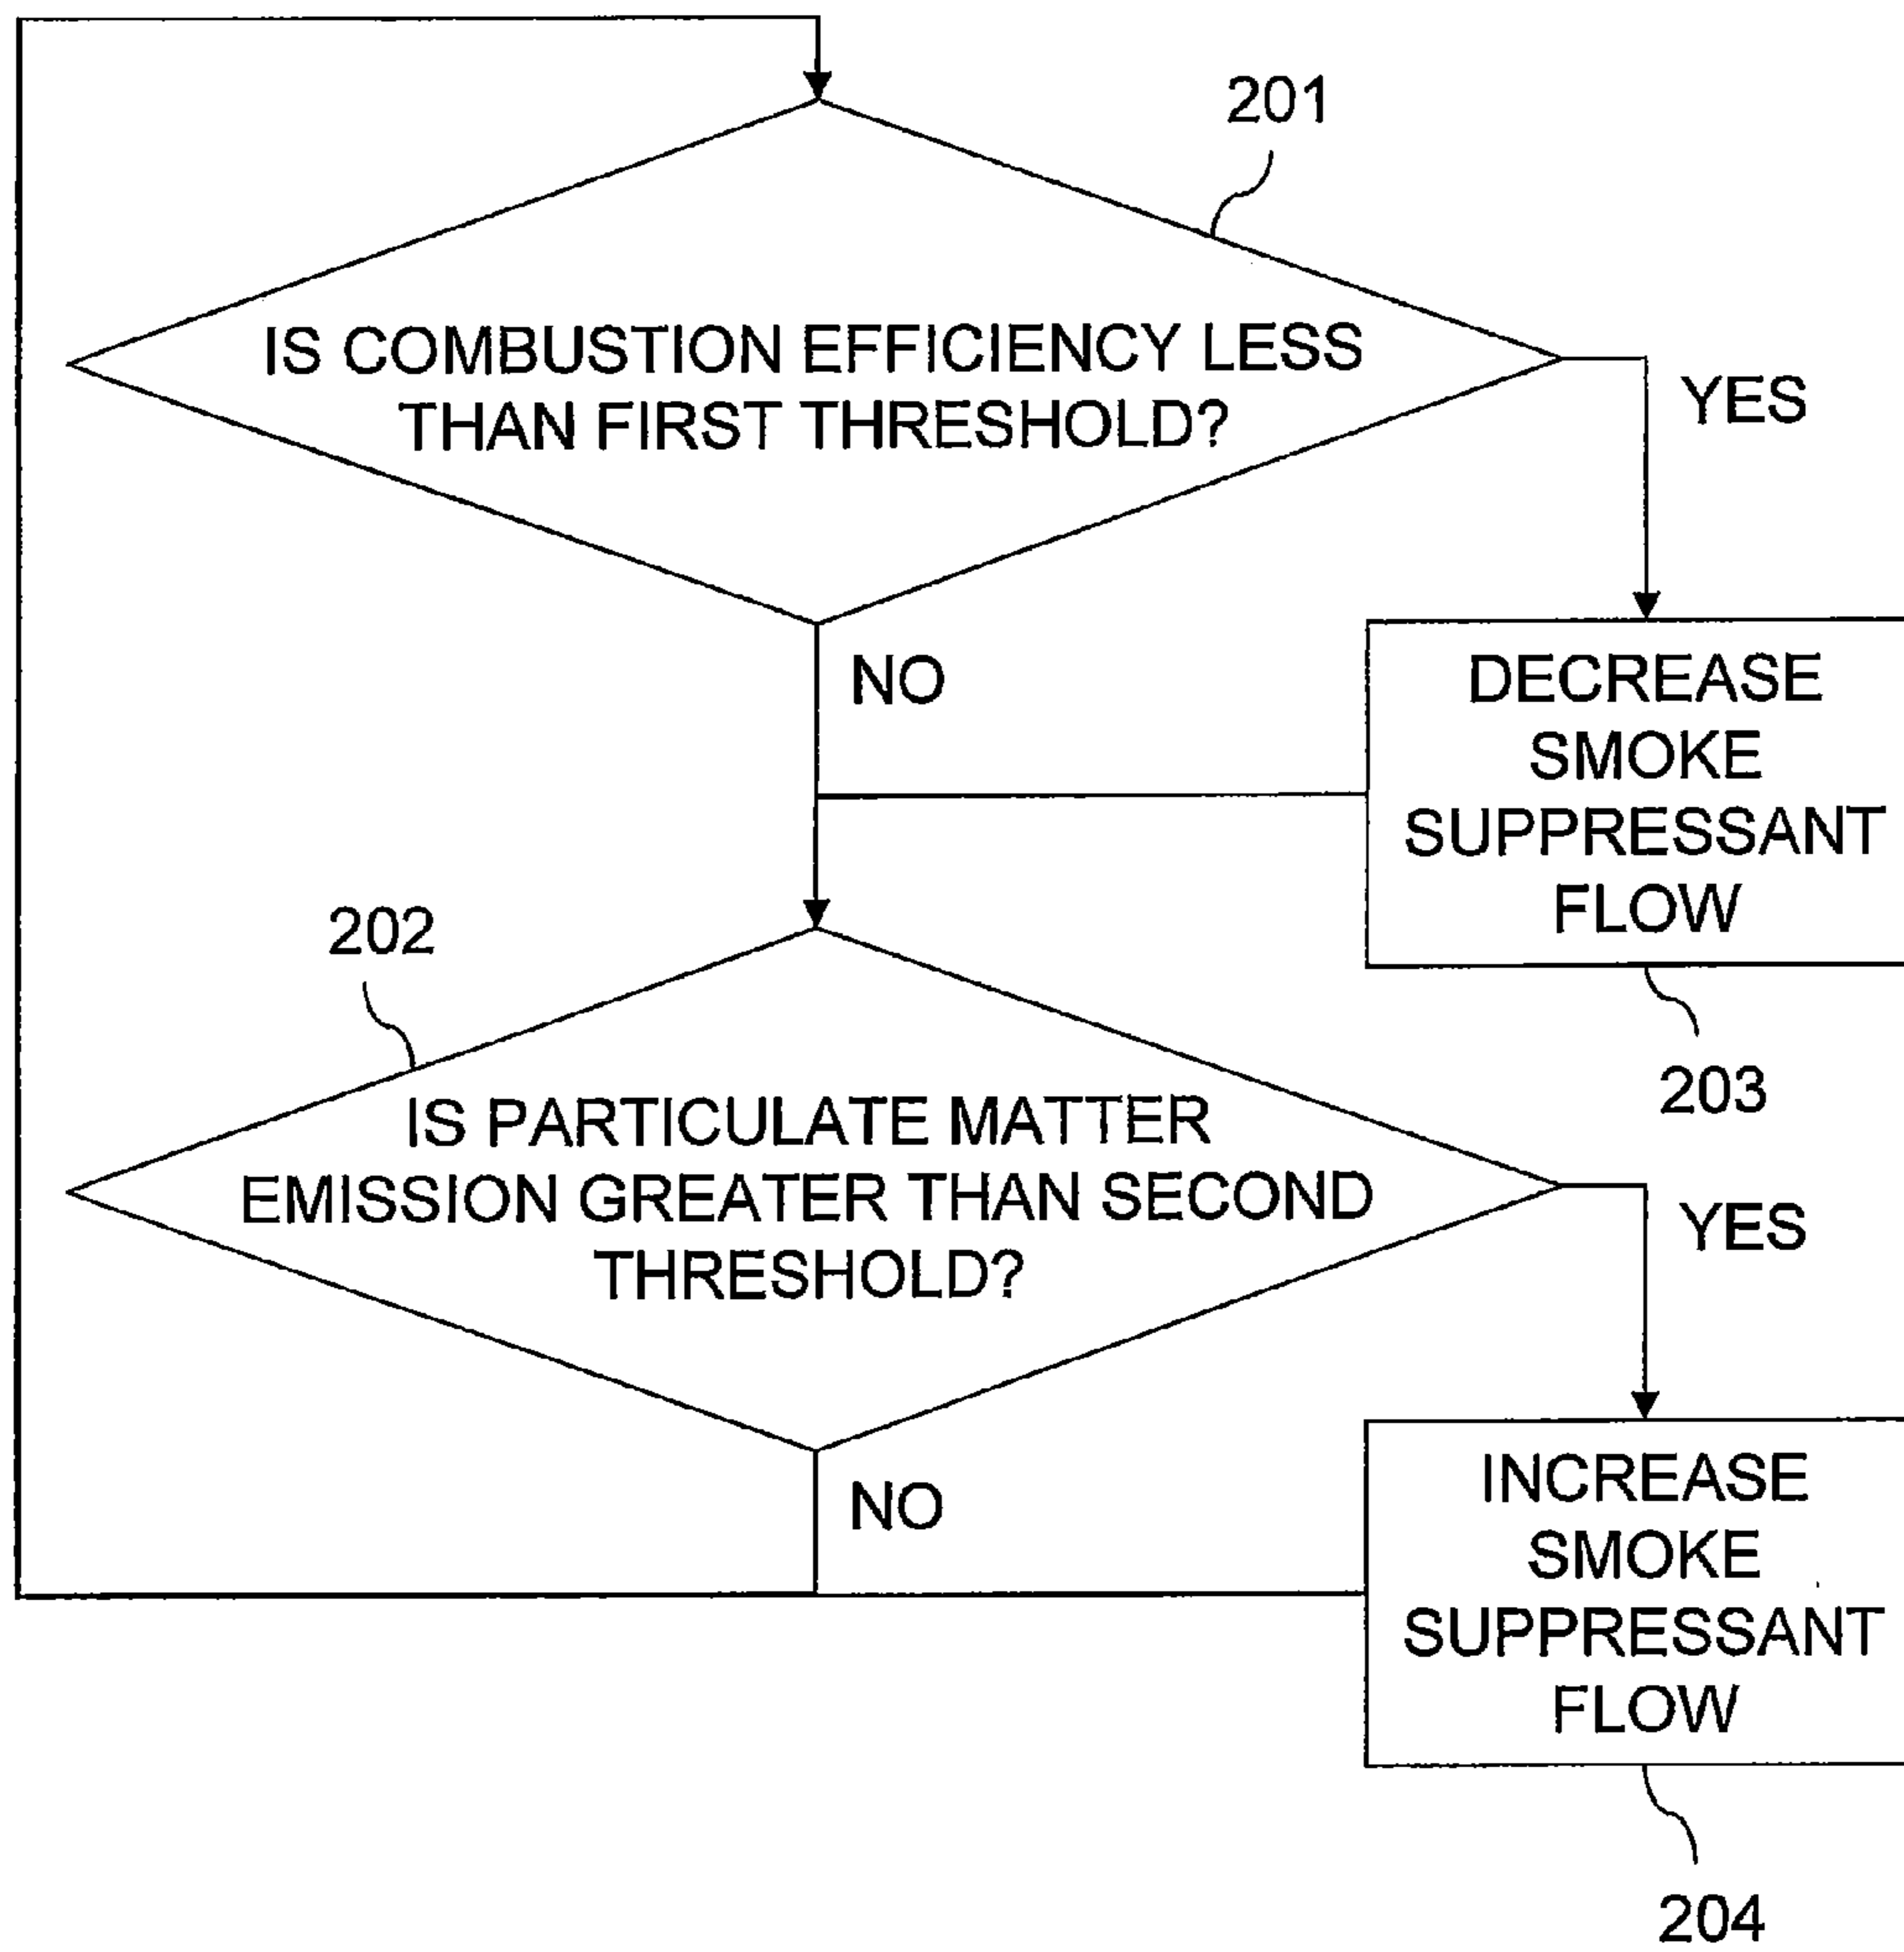 201
IS COMBUSTION EFFICIENCY LESS
THAN FIRST THRESHOLD?
YES
NO
DECREASE
SMOKE
SUPPRESSANT
FLOW
203
202
IS PARTICULATE MATTER
EMISSION GREATER THAN SECOND
THRESHOLD?
YES
NO
INCREASE
SMOKE
SUPPRESSANT
FLOW
204